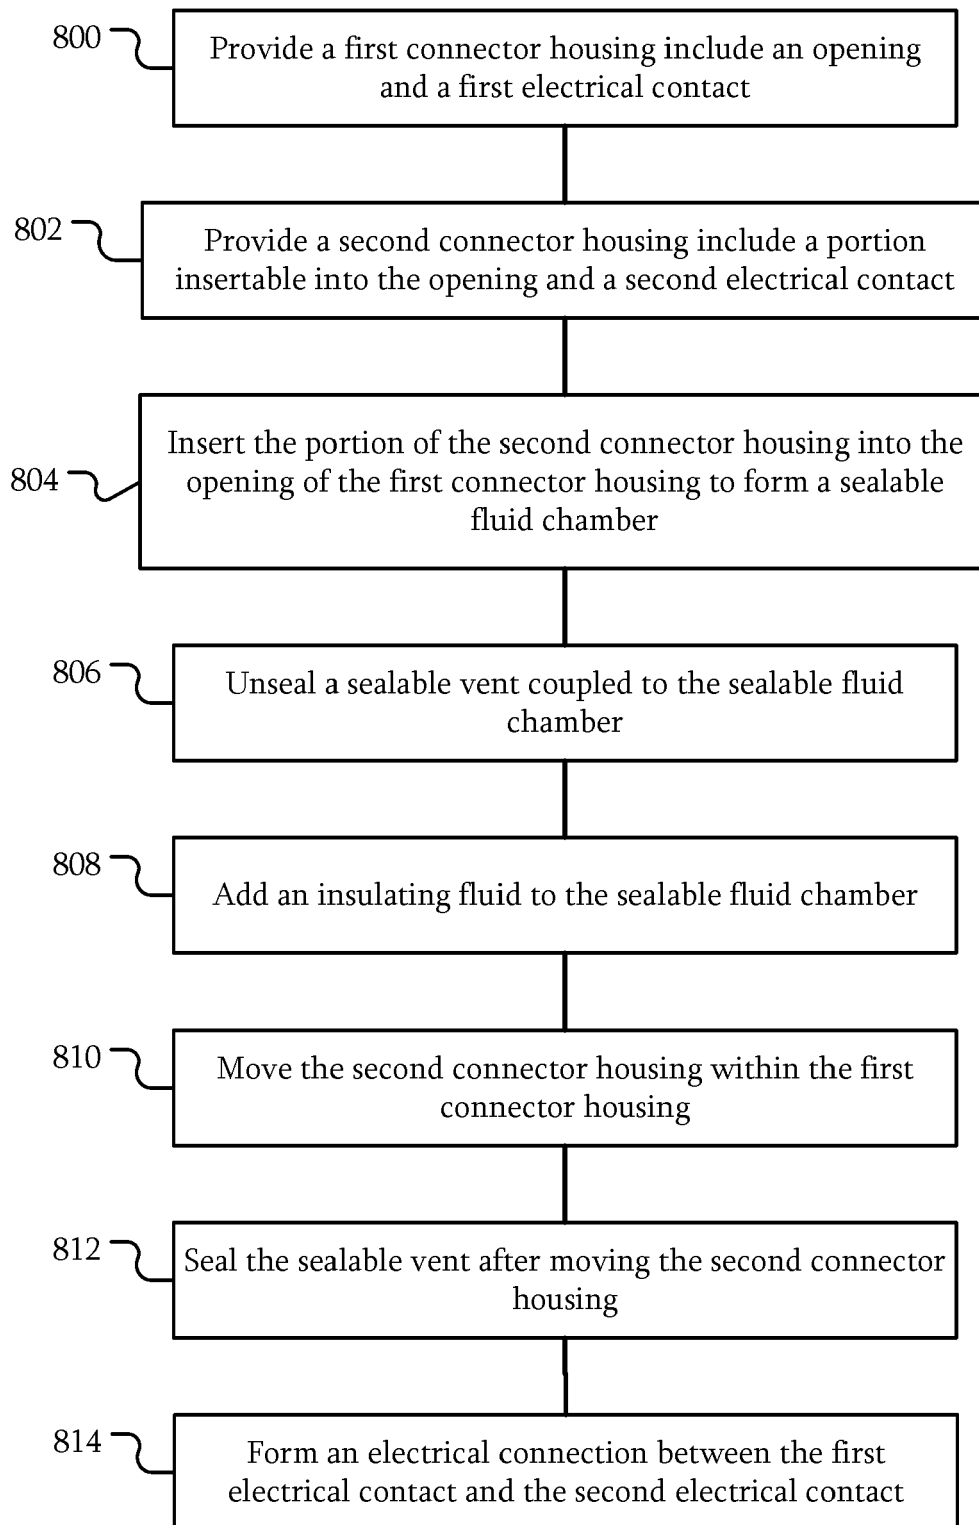 800
Provide a first connector housing include an opening
and a first electrical contact
802
Provide a second connector housing include a portion
insertable into the opening and a second electrical contact
804
Insert the portion of the second connector housing into the
opening of the first connector housing to form a sealable
fluid chamber
806
Unseal a sealable vent coupled to the sealable fluid
chamber
808
Add an insulating fluid to the sealable fluid chamber
810
Move the second connector housing within the first
connector housing
812
Seal the sealable vent after moving the second connector
housing
814
Form an electrical connection between the first
electrical contact and the second electrical contact